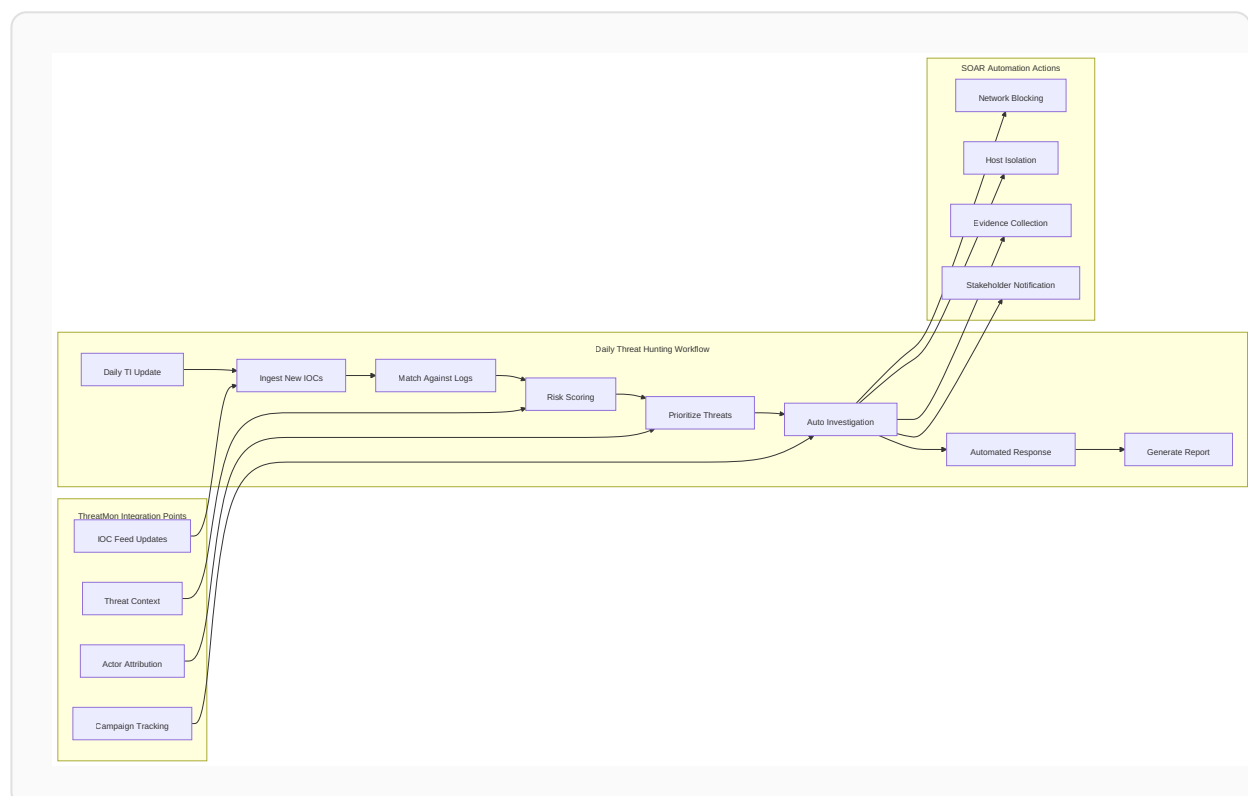 SOAR Automation Actions
Network Blocking
Host Isolation
Evidence Collection
Stakeholder Notification
Daily Threat Hunting Workflow
Daily TI Update
Ingest New IOCs
Match Against Logs
Risk Scoring
Prioritize Threats
Auto Investigation
Automated Response
Generate Report
ThreatMon Integration Points
IOC Feed Updates
Threat Context
Actor Attribution
Campaign Tracking